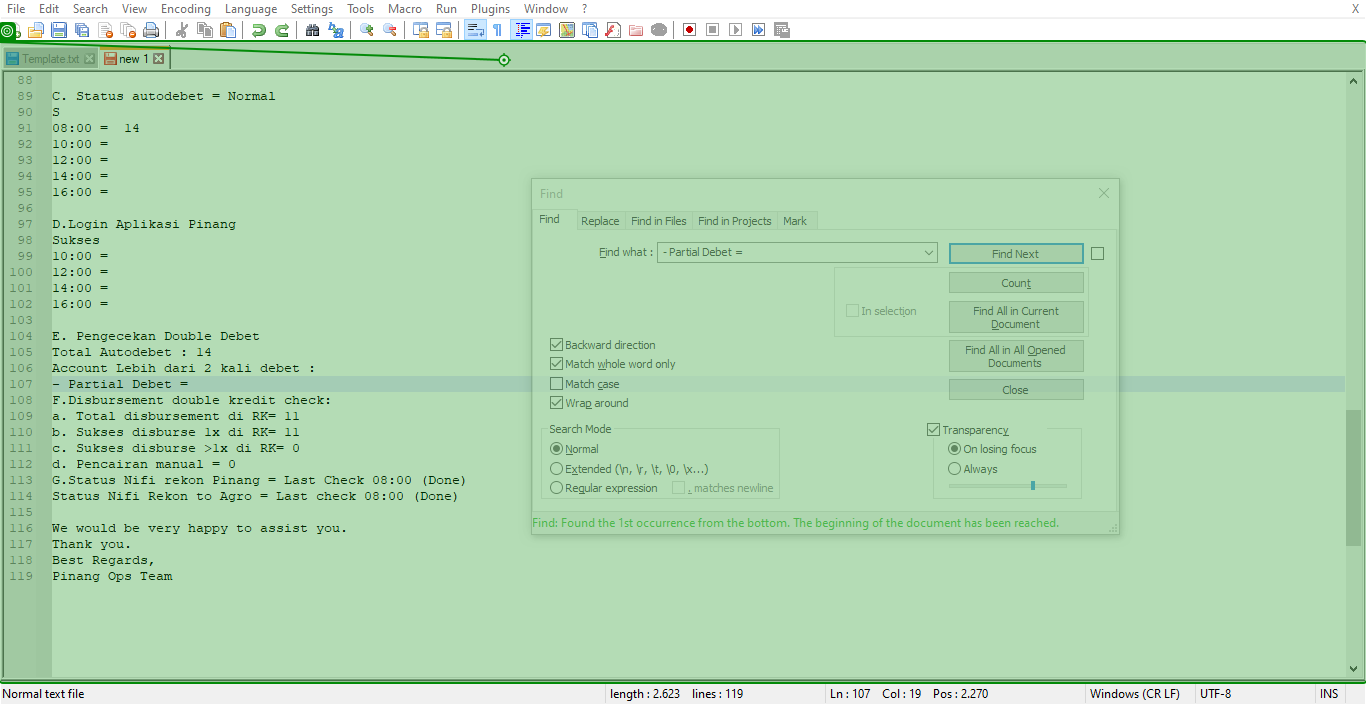 File Edit Search View Encoding Language Settings Tools Macro Run Plugins Window ? X
Template.txt new 1
88
89 C. Status autodebet = Normal
90 S
91 08:00 = 14
92 10:00 =
93 12:00 =
94 14:00 =
95 16:00 =
96
97 D.Login Aplikasi Pinang
98 Sukses
99 10:00 =
100 12:00 =
101 14:00 =
102 16:00 =
103
104 E. Pengecekan Double Debet
105 Total Autodebet : 14
106 Account Lebih dari 2 kali debet :
107 - Partial Debet =
108 F.Disbursement double kredit check:
109 a. Total disbursement di RK= 11
110 b. Sukses disburse 1x di RK= 11
111 c. Sukses disburse >1x di RK= 0
112 d. Pencairan manual = 0
113 G.Status Nifi rekon Pinang = Last Check 08:00 (Done)
114 Status Nifi Rekon to Agro = Last check 08:00 (Done)
115
116 We would be very happy to assist you.
117 Thank you.
118 Best Regards,
119 Pinang Ops Team
Find
Find Replace Find in Files Find in Projects Mark
Find what : - Partial Debet =
Find Next
Count
In selection
Find All in Current
Document
Find All in All Opened
Documents
Close
Backward direction
Match whole word only
Match case
Wrap around
Search Mode
Normal
Extended (\n, \r, \t, \0, \x...)
Regular expression . matches newline
Transparency
On losing focus
Always
Find: Found the 1st occurrence from the bottom. The beginning of the document has been reached.
Normal text file length : 2.623 lines : 119 Ln : 107 Col : 19 Pos : 2.270 Windows (CR LF) UTF-8 INS